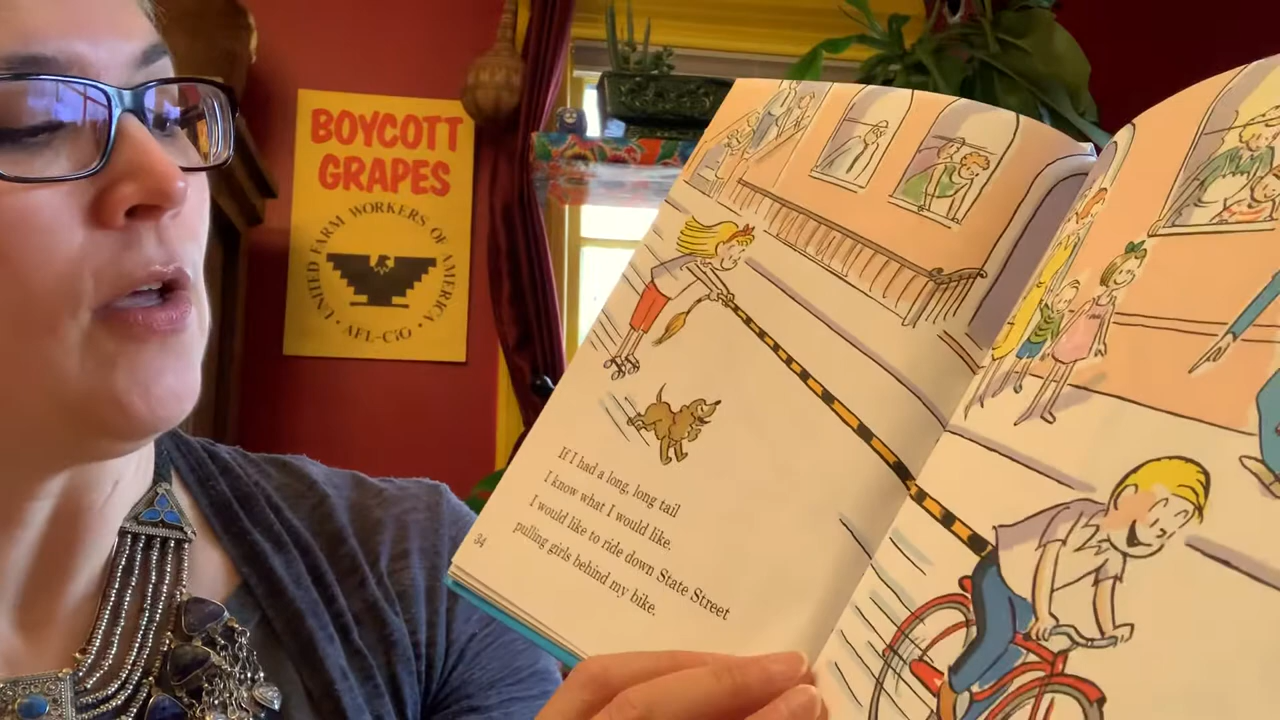 BOYCOTT
GRAPES
UNITED FARM WORKERS OF AMERICA
AFL-CIO
If I had a long, long tail
I know what I would like.
I would like to ride down State Street
pulling girls behind my bike.
34